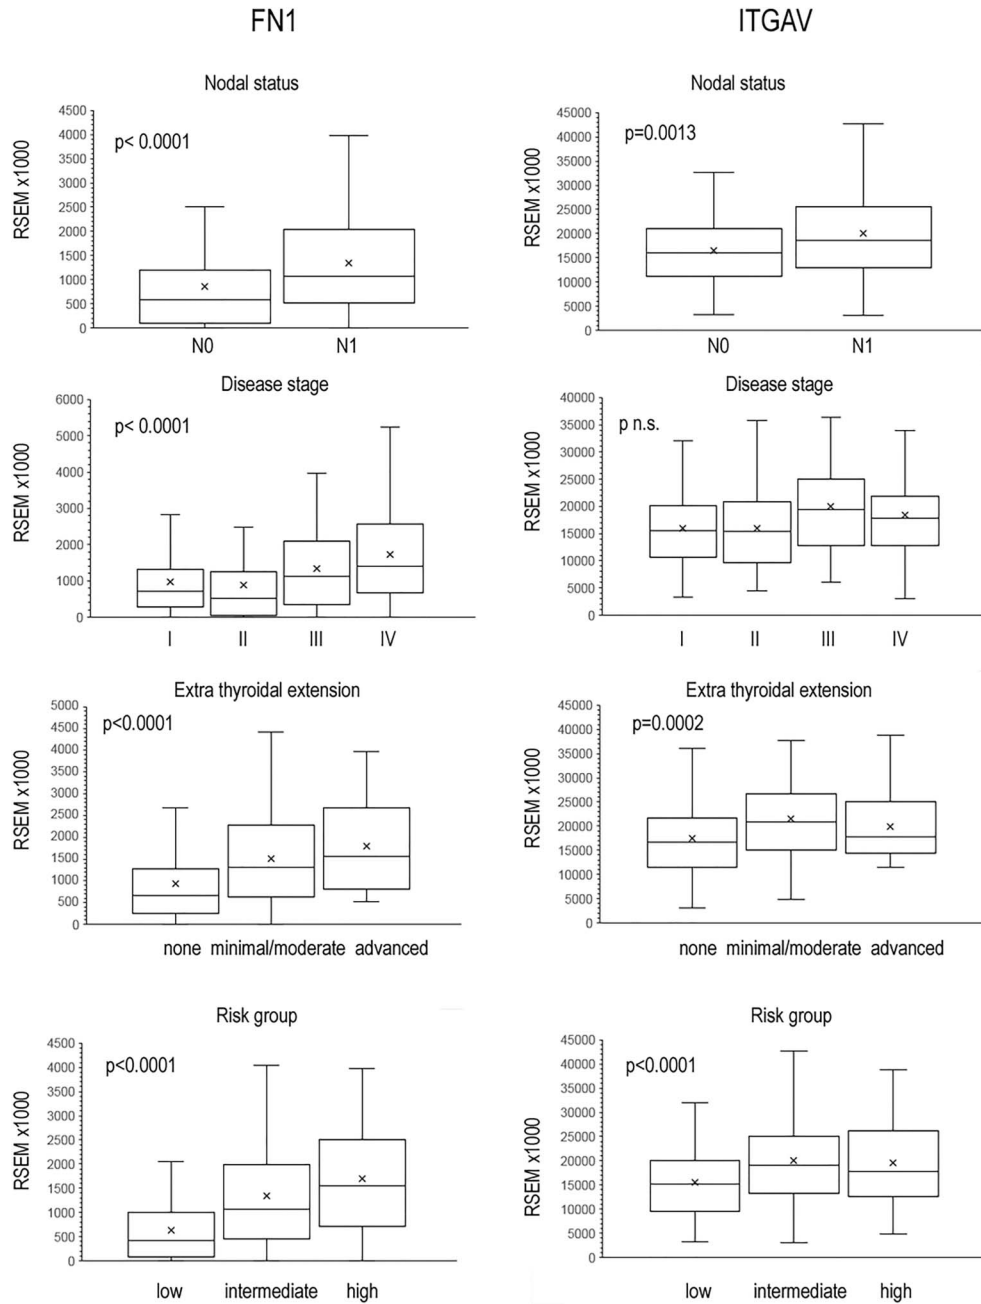 FN1
ITGAV
Nodal status
p< 0.0001
RSEM x1000
4500
4000
3500
3000
2500
2000
1500
1000
500
0
N0 N1
Nodal status
p=0.0013
RSEM x1000
45000
40000
35000
30000
25000
20000
15000
10000
5000
0
N0 N1
Disease stage
p< 0.0001
RSEM x1000
6000
5000
4000
3000
2000
1000
0
I II III IV
Disease stage
p n.s.
RSEM x1000
40000
35000
30000
25000
20000
15000
10000
5000
0
I II III IV
Extra thyroidal extension
p<0.0001
RSEM x1000
5000
4500
4000
3500
3000
2500
2000
1500
1000
500
0
none minimal/moderate advanced
Extra thyroidal extension
p=0.0002
RSEM x1000
45000
40000
35000
30000
25000
20000
15000
10000
5000
0
none minimal/moderate advanced
Risk group
p<0.0001
RSEM x1000
4500
4000
3500
3000
2500
2000
1500
1000
500
0
low intermediate high
Risk group
p<0.0001
RSEM x1000
45000
40000
35000
30000
25000
20000
15000
10000
5000
0
low intermediate high